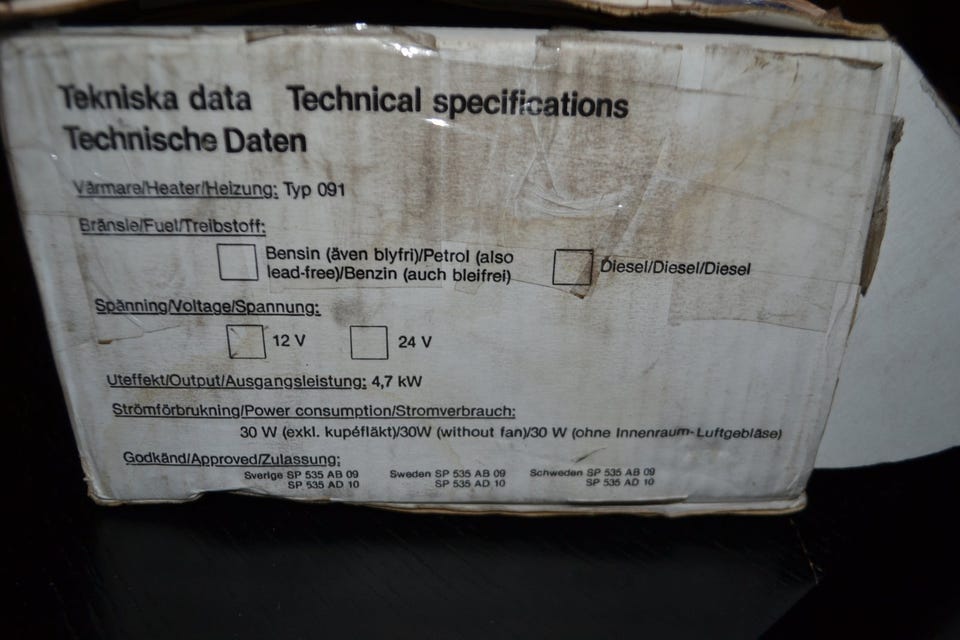 Tekniska data Technical specifications
Technische Daten
Värmare/Heater/Heizung: Typ 091
Bränsle/Fuel/Treibstoff:
Bensin (även blyfri)/Petrol (also
lead-free)/Benzin (auch bleifrei)
Diesel/Diesel/Diesel
Spänning/Voltage/Spannung:
12 V 24 V
Uteffekt/Output/Ausgangsleistung: 4,7 kW
Strömförbrukning/Power consumption/Stromverbrauch:
30 W (exkl. kupéfläkt)/30W (without fan)/30 W (ohne Innenraum-Luftgebläse)
Godkänd/Approved/Zulassung:
Sverige SP 535 AB 09 Sweden SP 535 AB 09 Schweden SP 535 AB 09
SP 535 AD 10 SP 535 AD 10 SP 535 AD 10